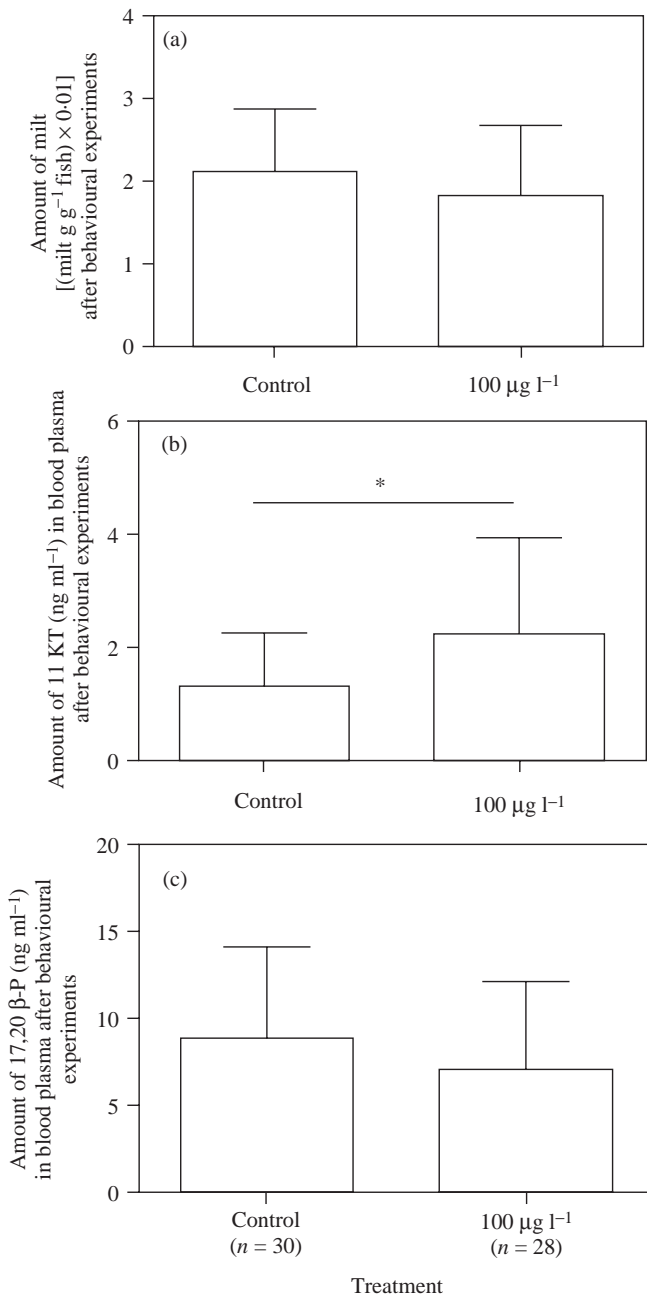 Amount of milt
[(milt g g⁻¹ fish) × 0·01]
after behavioural experiments
(a)
4
3
2
1
0
Control
100 μg l⁻¹
Amount of 11 KT (ng ml⁻¹) in blood plasma
after behavioural experiments
(b)
6
4
2
0
*
Control
100 μg l⁻¹
Amount of 17,20 β-P (ng ml⁻¹)
in blood plasma after behavioural
experiments
(c)
20
15
10
5
0
Control
(n = 30)
100 μg l⁻¹
(n = 28)
Treatment